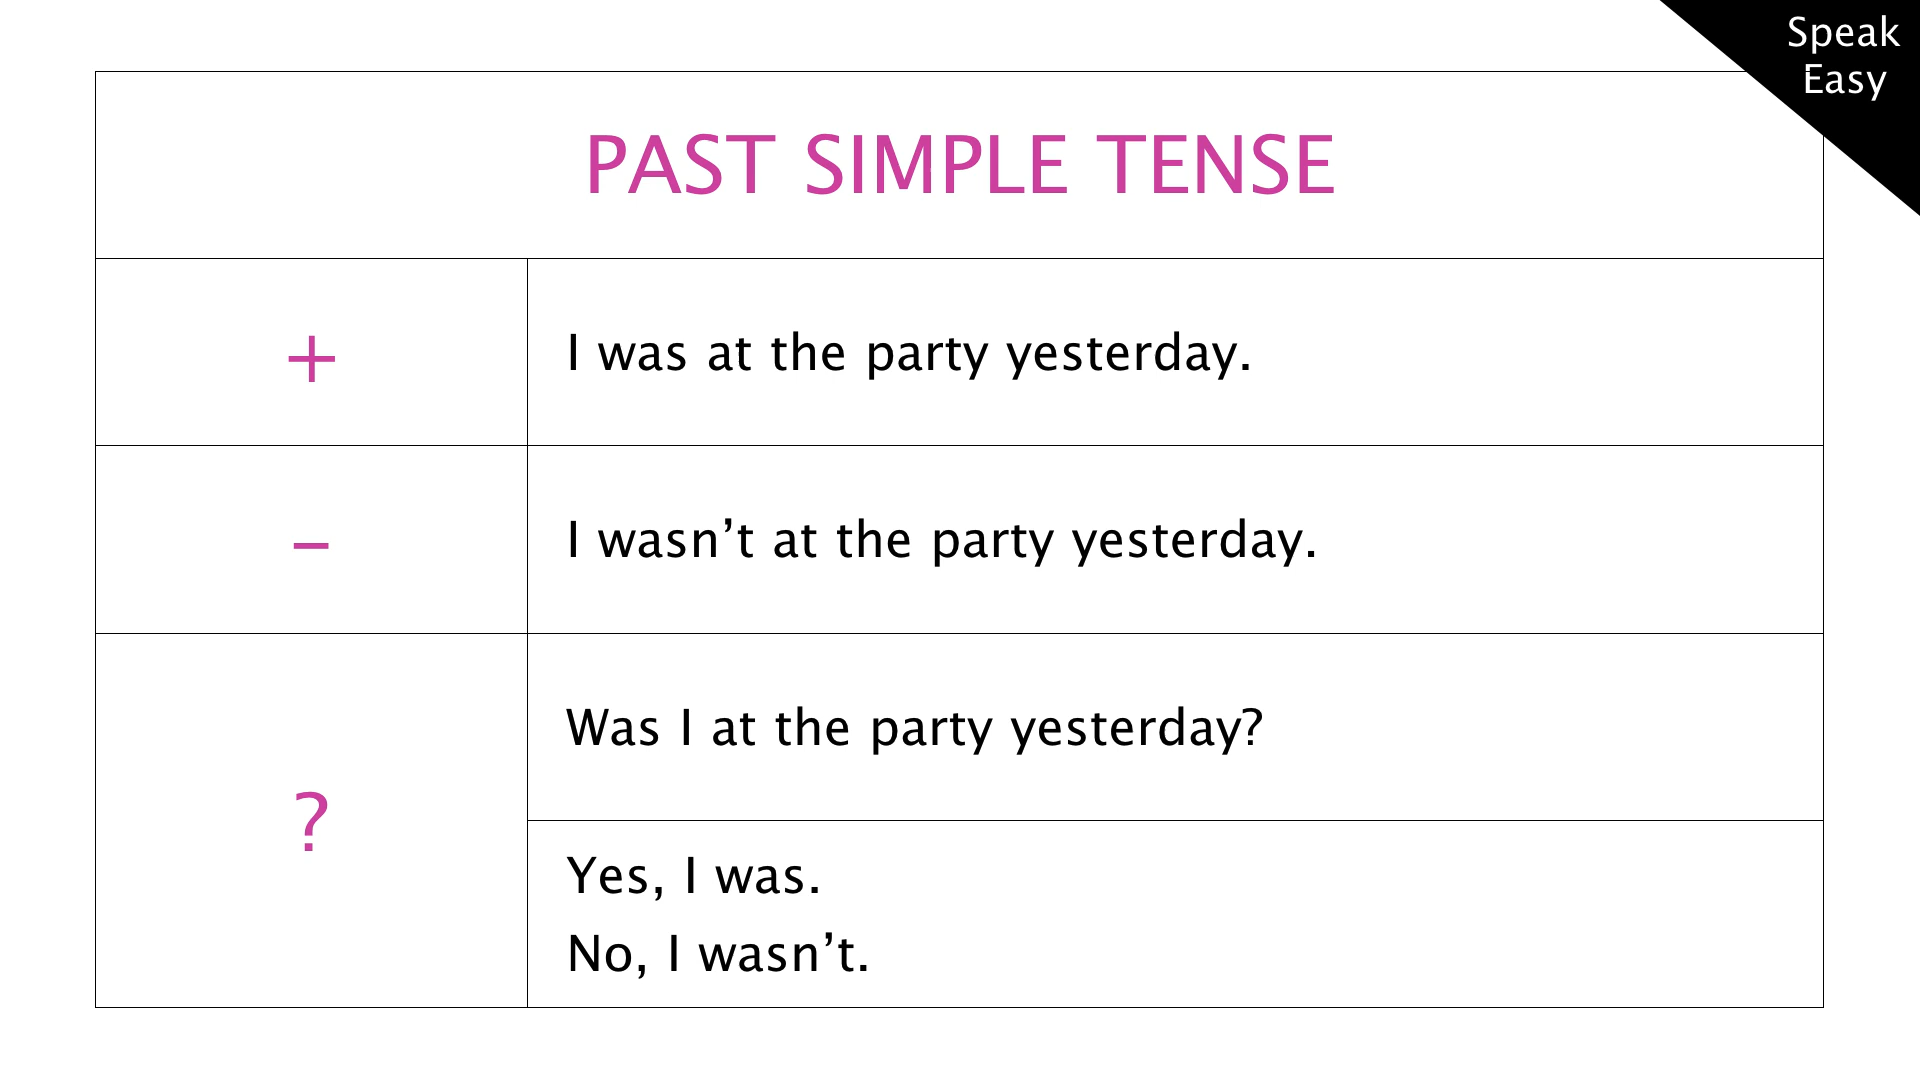 Speak
Easy
PAST SIMPLE TENSE
+
I was at the party yesterday.
–
I wasn’t at the party yesterday.
?
Was I at the party yesterday?
Yes, I was.
No, I wasn’t.